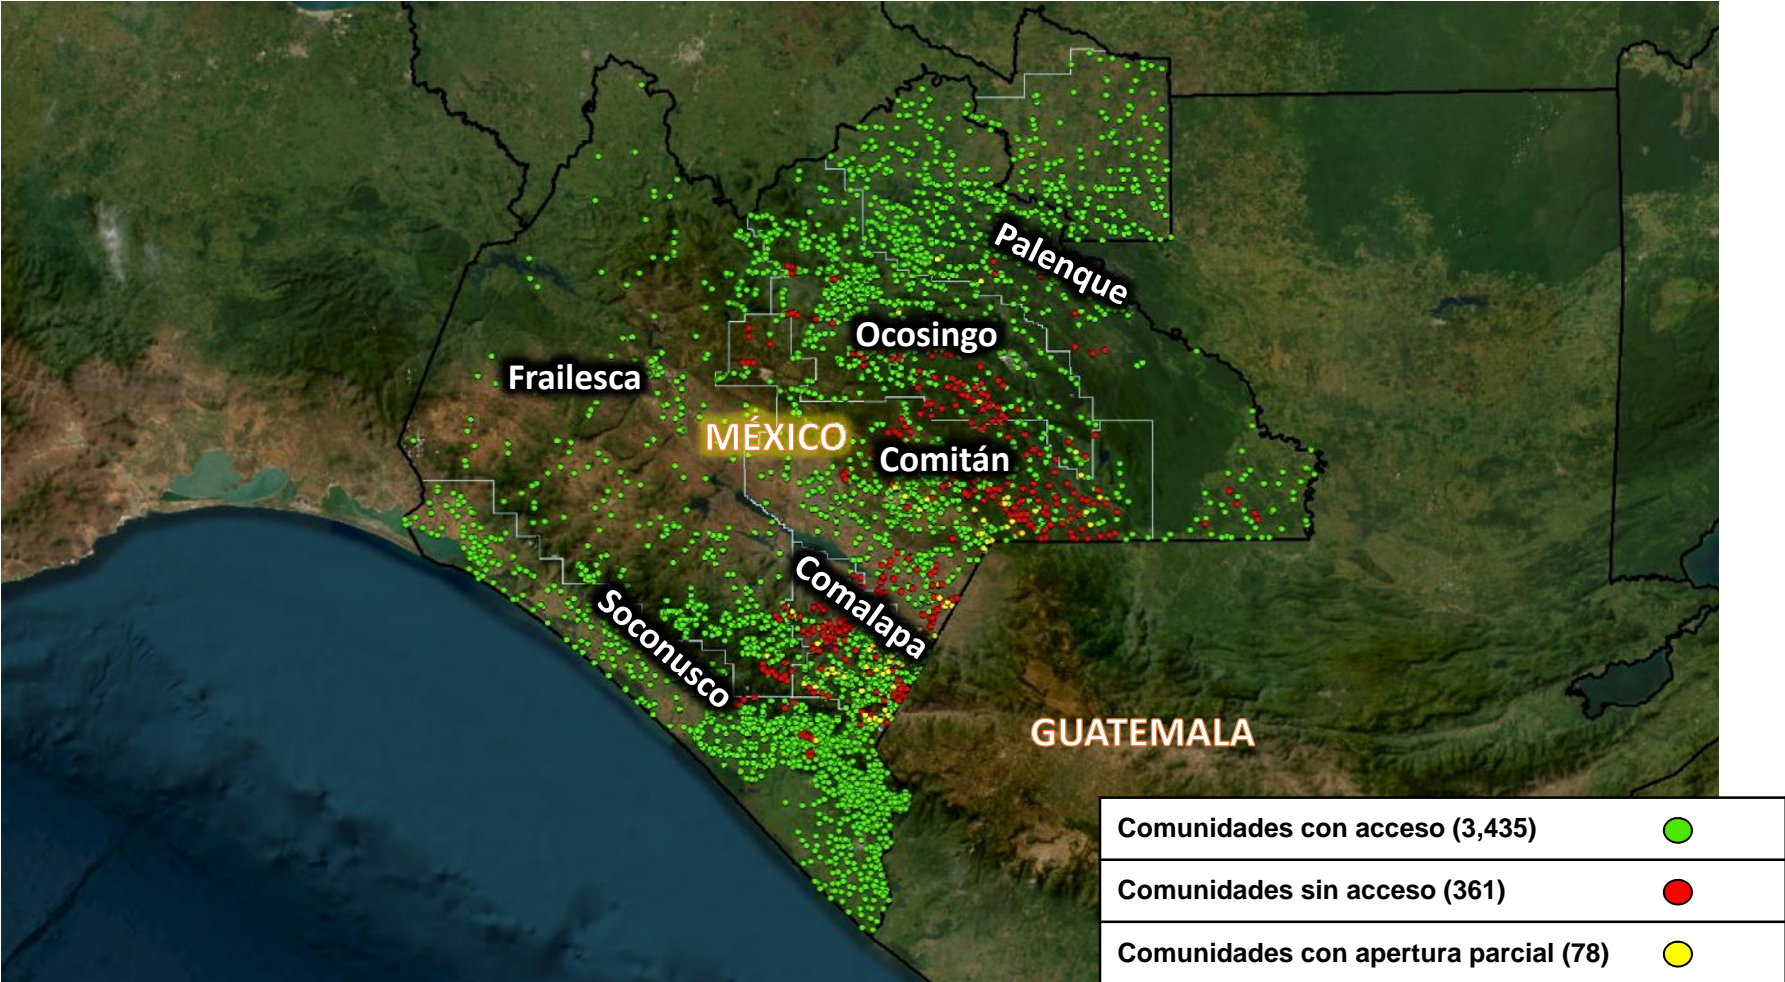 Palenque
Ocosingo
Frailesca
MÉXICO
Comitán
Comalapa
Soconusco
GUATEMALA
Comunidades con acceso (3,435)
Comunidades sin acceso (361)
Comunidades con apertura parcial (78)